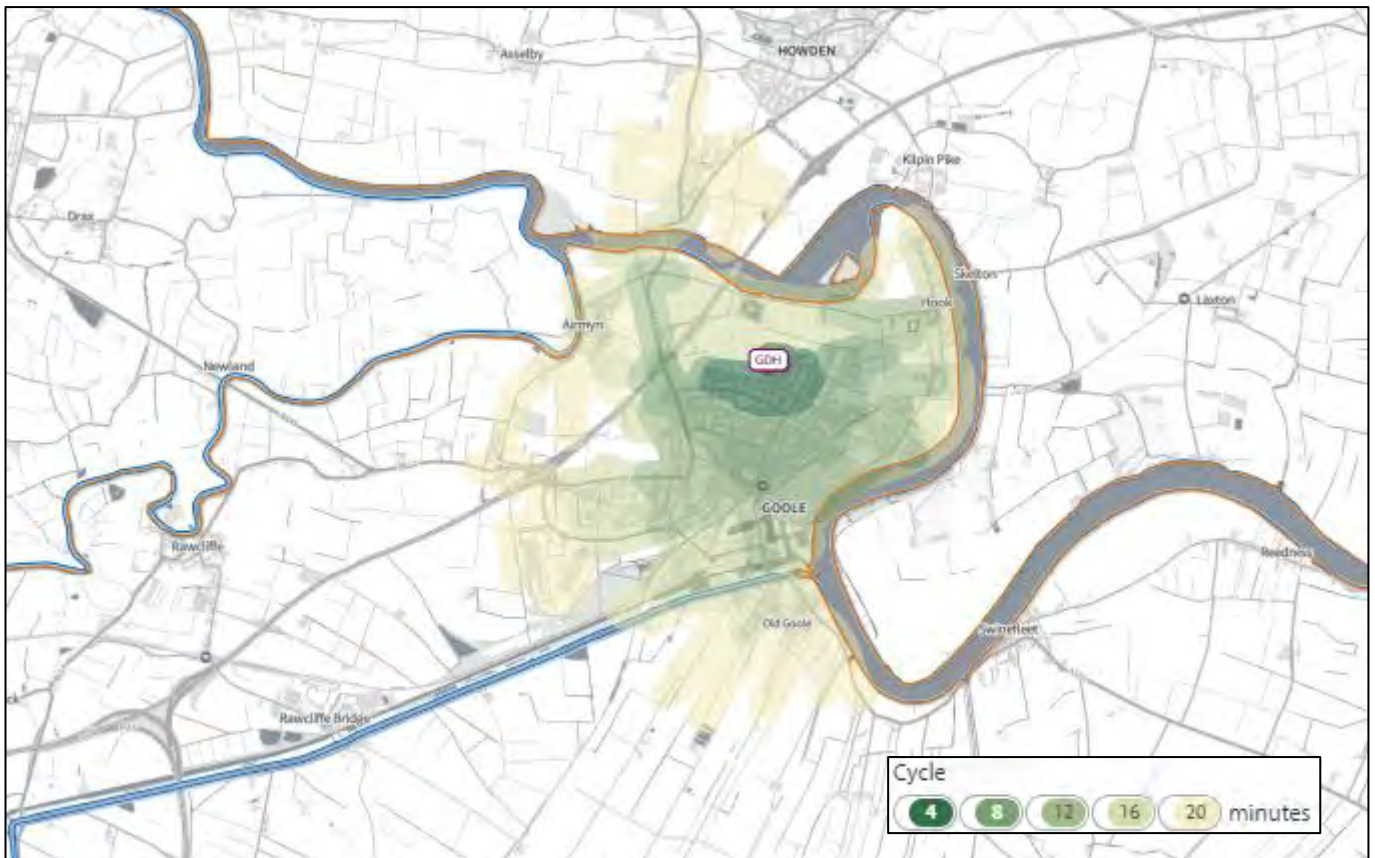 HOWDEN
Asselby
Kilpin Pike
Drax
Skelton
Laxton
Hook
Airmyn
GDH
Newland
GOOLE
Rawcliffe
Reedness
Old Goole
Swinefleet
Rawcliffe Bridge
Cycle
4 8 12 16 20 minutes